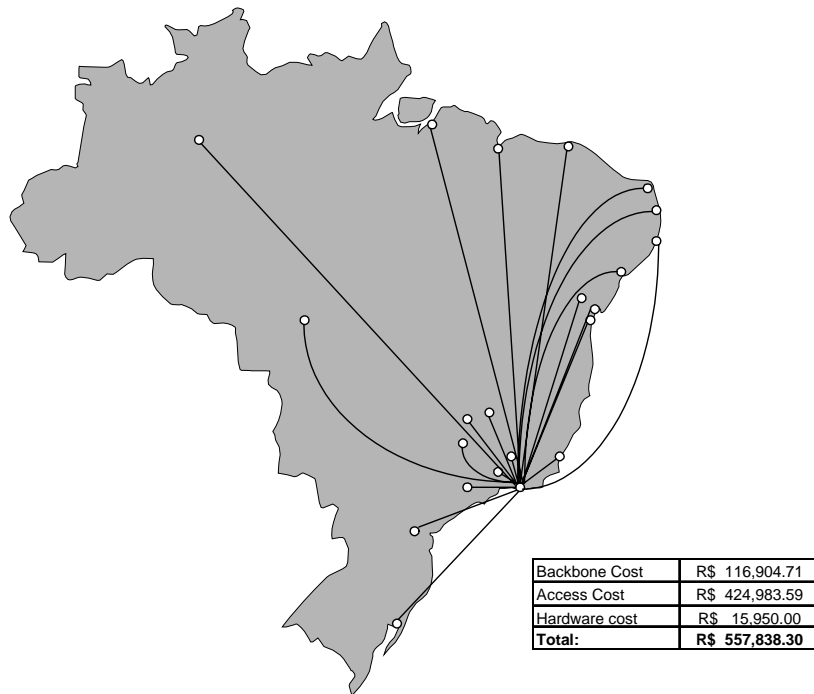 Backbone Cost R$ 116,904.71
Access Cost R$ 424,983.59
Hardware cost R$ 15,950.00
Total: R$ 557,838.30